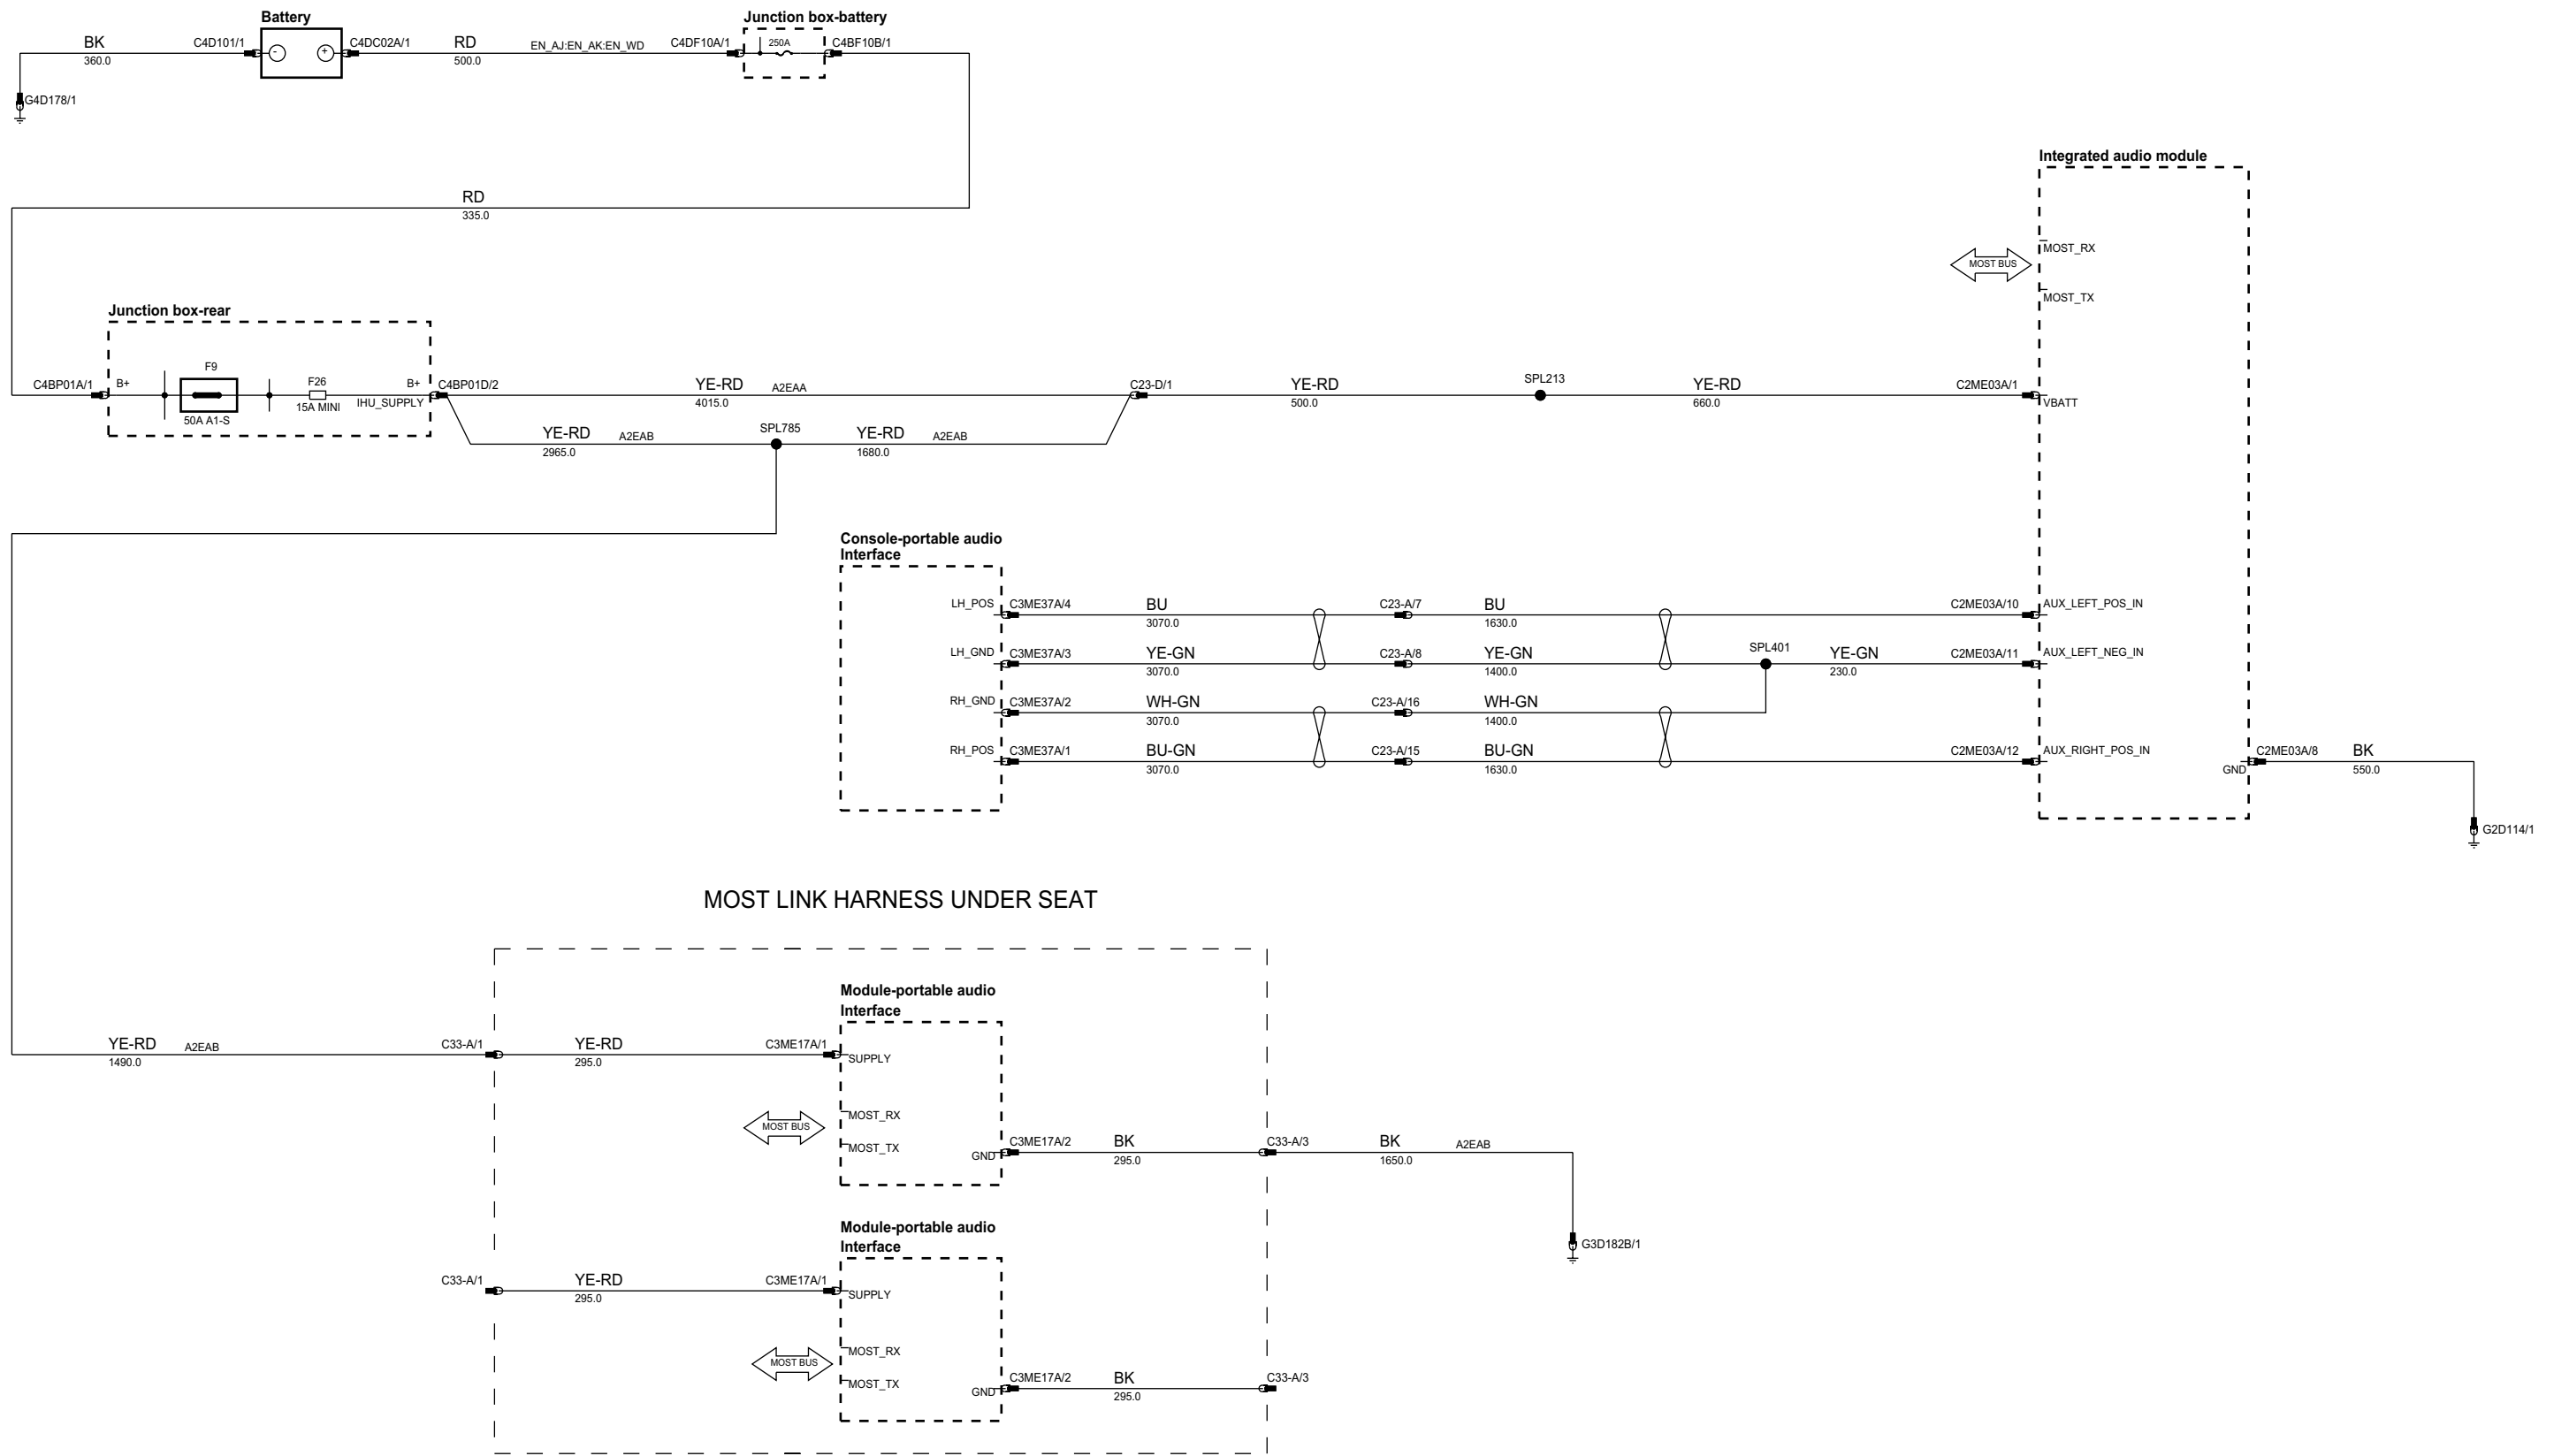 Battery
Junction box-battery
BK
C4D101/1
-
+
C4DC02A/1
RD
EN_AJ:EN_AK:EN_WD
C4DF10A/1
250A
C4BF10B/1
360.0
500.0
G4D178/1
Integrated audio module
RD
335.0
MOST_RX
MOST BUS
MOST_TX
Junction box-rear
F9
C4BP01A/1
B+
F26
B+
C4BP01D/2
YE-RD
A2EAA
C23-D/1
YE-RD
SPL213
YE-RD
C2ME03A/1
50A A1-S
15A MINI
IHU_SUPPLY
4015.0
500.0
660.0
VBATT
YE-RD
A2EAB
SPL785
YE-RD
A2EAB
2965.0
1680.0
Console-portable audio
Interface
LH_POS
C3ME37A/4
BU
C23-A/7
BU
C2ME03A/10
AUX_LEFT_POS_IN
3070.0
1630.0
LH_GND
C3ME37A/3
YE-GN
C23-A/8
YE-GN
SPL401
YE-GN
C2ME03A/11
AUX_LEFT_NEG_IN
3070.0
1400.0
230.0
RH_GND
C3ME37A/2
WH-GN
C23-A/16
WH-GN
3070.0
1400.0
RH_POS
C3ME37A/1
BU-GN
C23-A/15
BU-GN
C2ME03A/12
AUX_RIGHT_POS_IN
C2ME03A/8
BK
3070.0
1630.0
GND
550.0
G2D114/1
MOST LINK HARNESS UNDER SEAT
Module-portable audio
Interface
YE-RD
A2EAB
C33-A/1
YE-RD
C3ME17A/1
SUPPLY
1490.0
295.0
MOST_RX
MOST BUS
MOST_TX
GND
C3ME17A/2
BK
C33-A/3
BK
A2EAB
295.0
1650.0
G3D182B/1
Module-portable audio
Interface
C33-A/1
YE-RD
C3ME17A/1
SUPPLY
295.0
MOST_RX
MOST BUS
MOST_TX
GND
C3ME17A/2
BK
C33-A/3
295.0